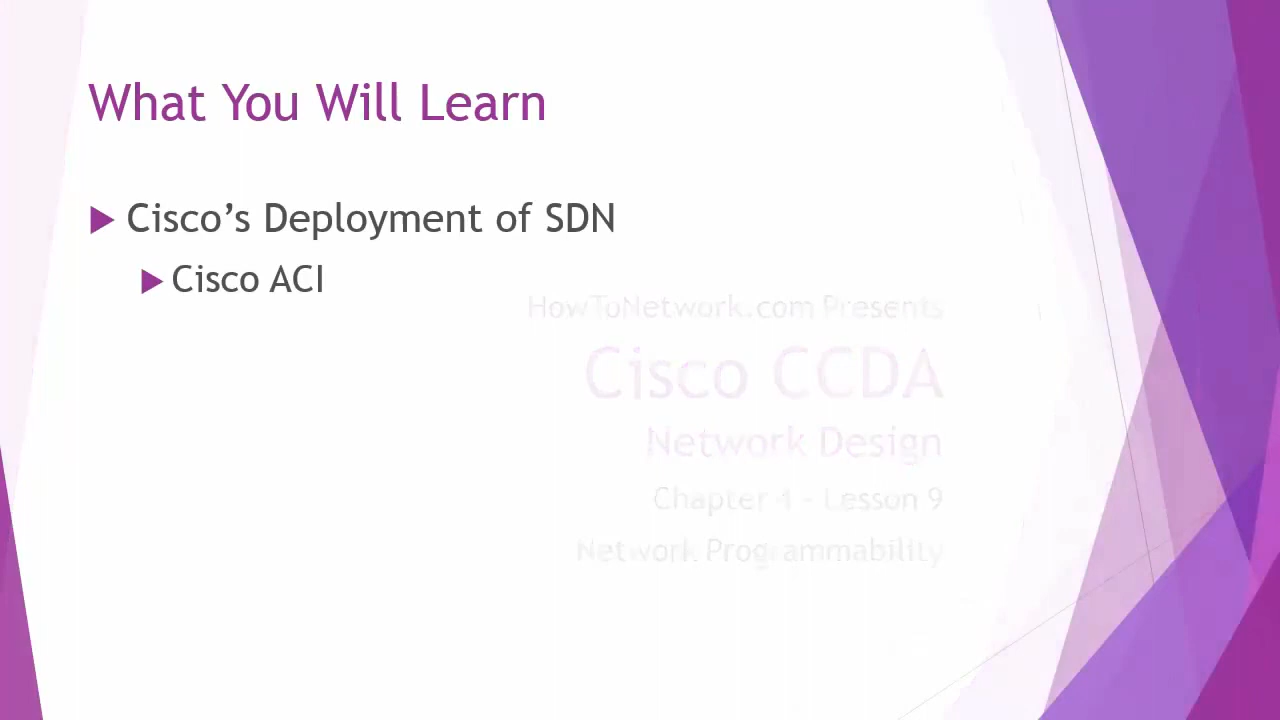 What You Will Learn
Cisco's Deployment of SDN
Cisco ACI
HowToNetwork.com Presents
Cisco CCDA
Network Design
Chapter 4 - Lesson 9
Network Programmability